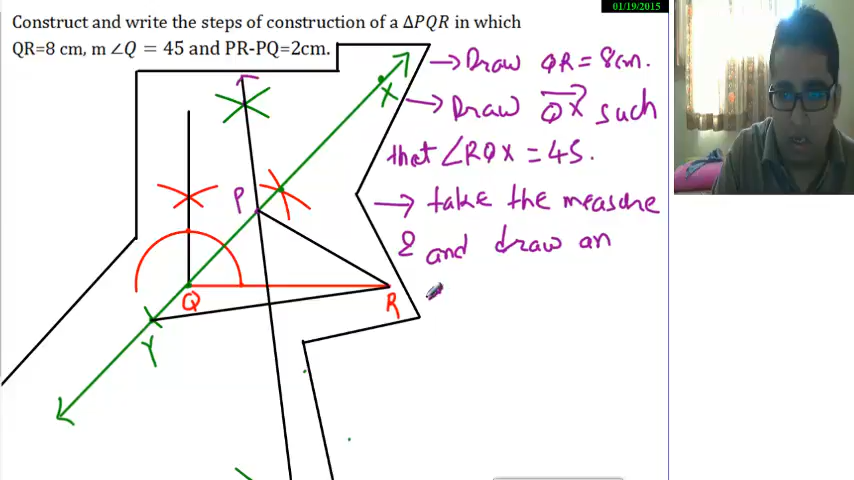 01/19/2015
Construct and write the steps of construction of a ΔPQR in which
QR=8 cm, m ∠Q = 45 and PR-PQ=2cm.
→ Draw QR = 8cm.
→ Draw QX such
that ∠RQX = 45.
→ take the measure
2 and draw an
X
P
Q
R
Y